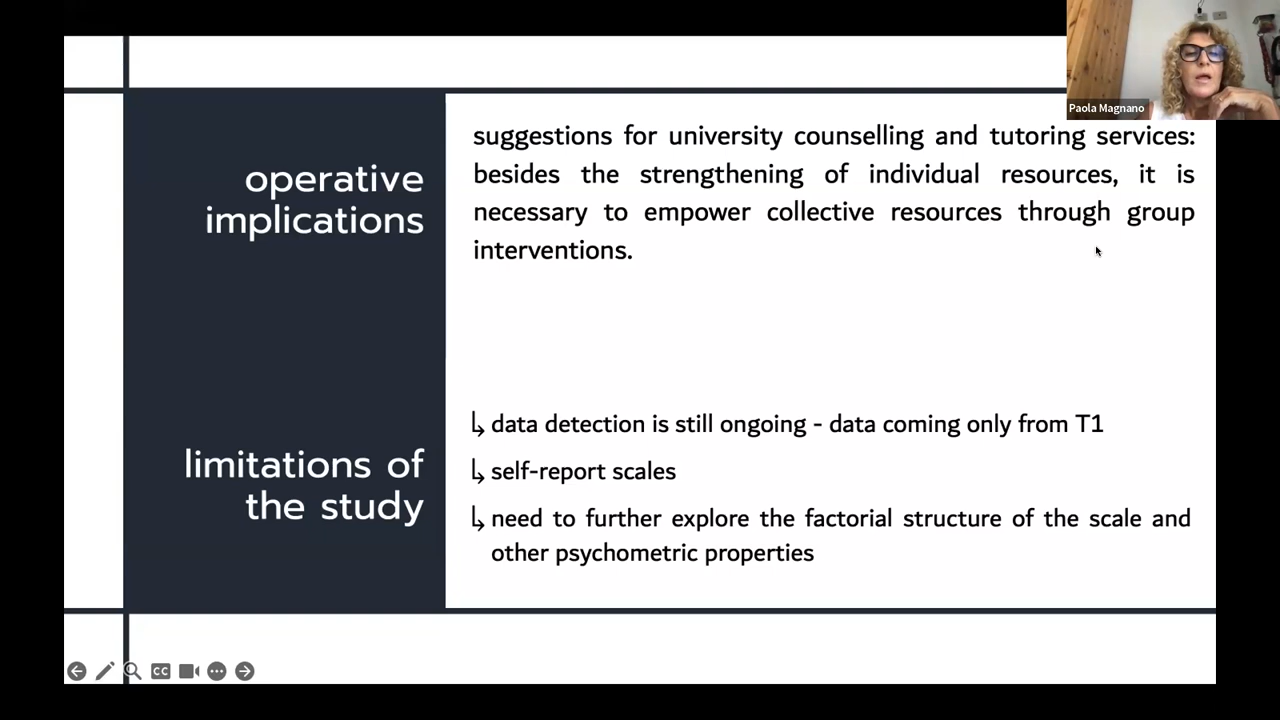 Paola Magnano
operative
implications
suggestions for university counselling and tutoring services:
besides the strengthening of individual resources, it is
necessary to empower collective resources through group
interventions.
limitations of
the study
↳ data detection is still ongoing - data coming only from T1
↳ self-report scales
↳ need to further explore the factorial structure of the scale and
other psychometric properties
CC